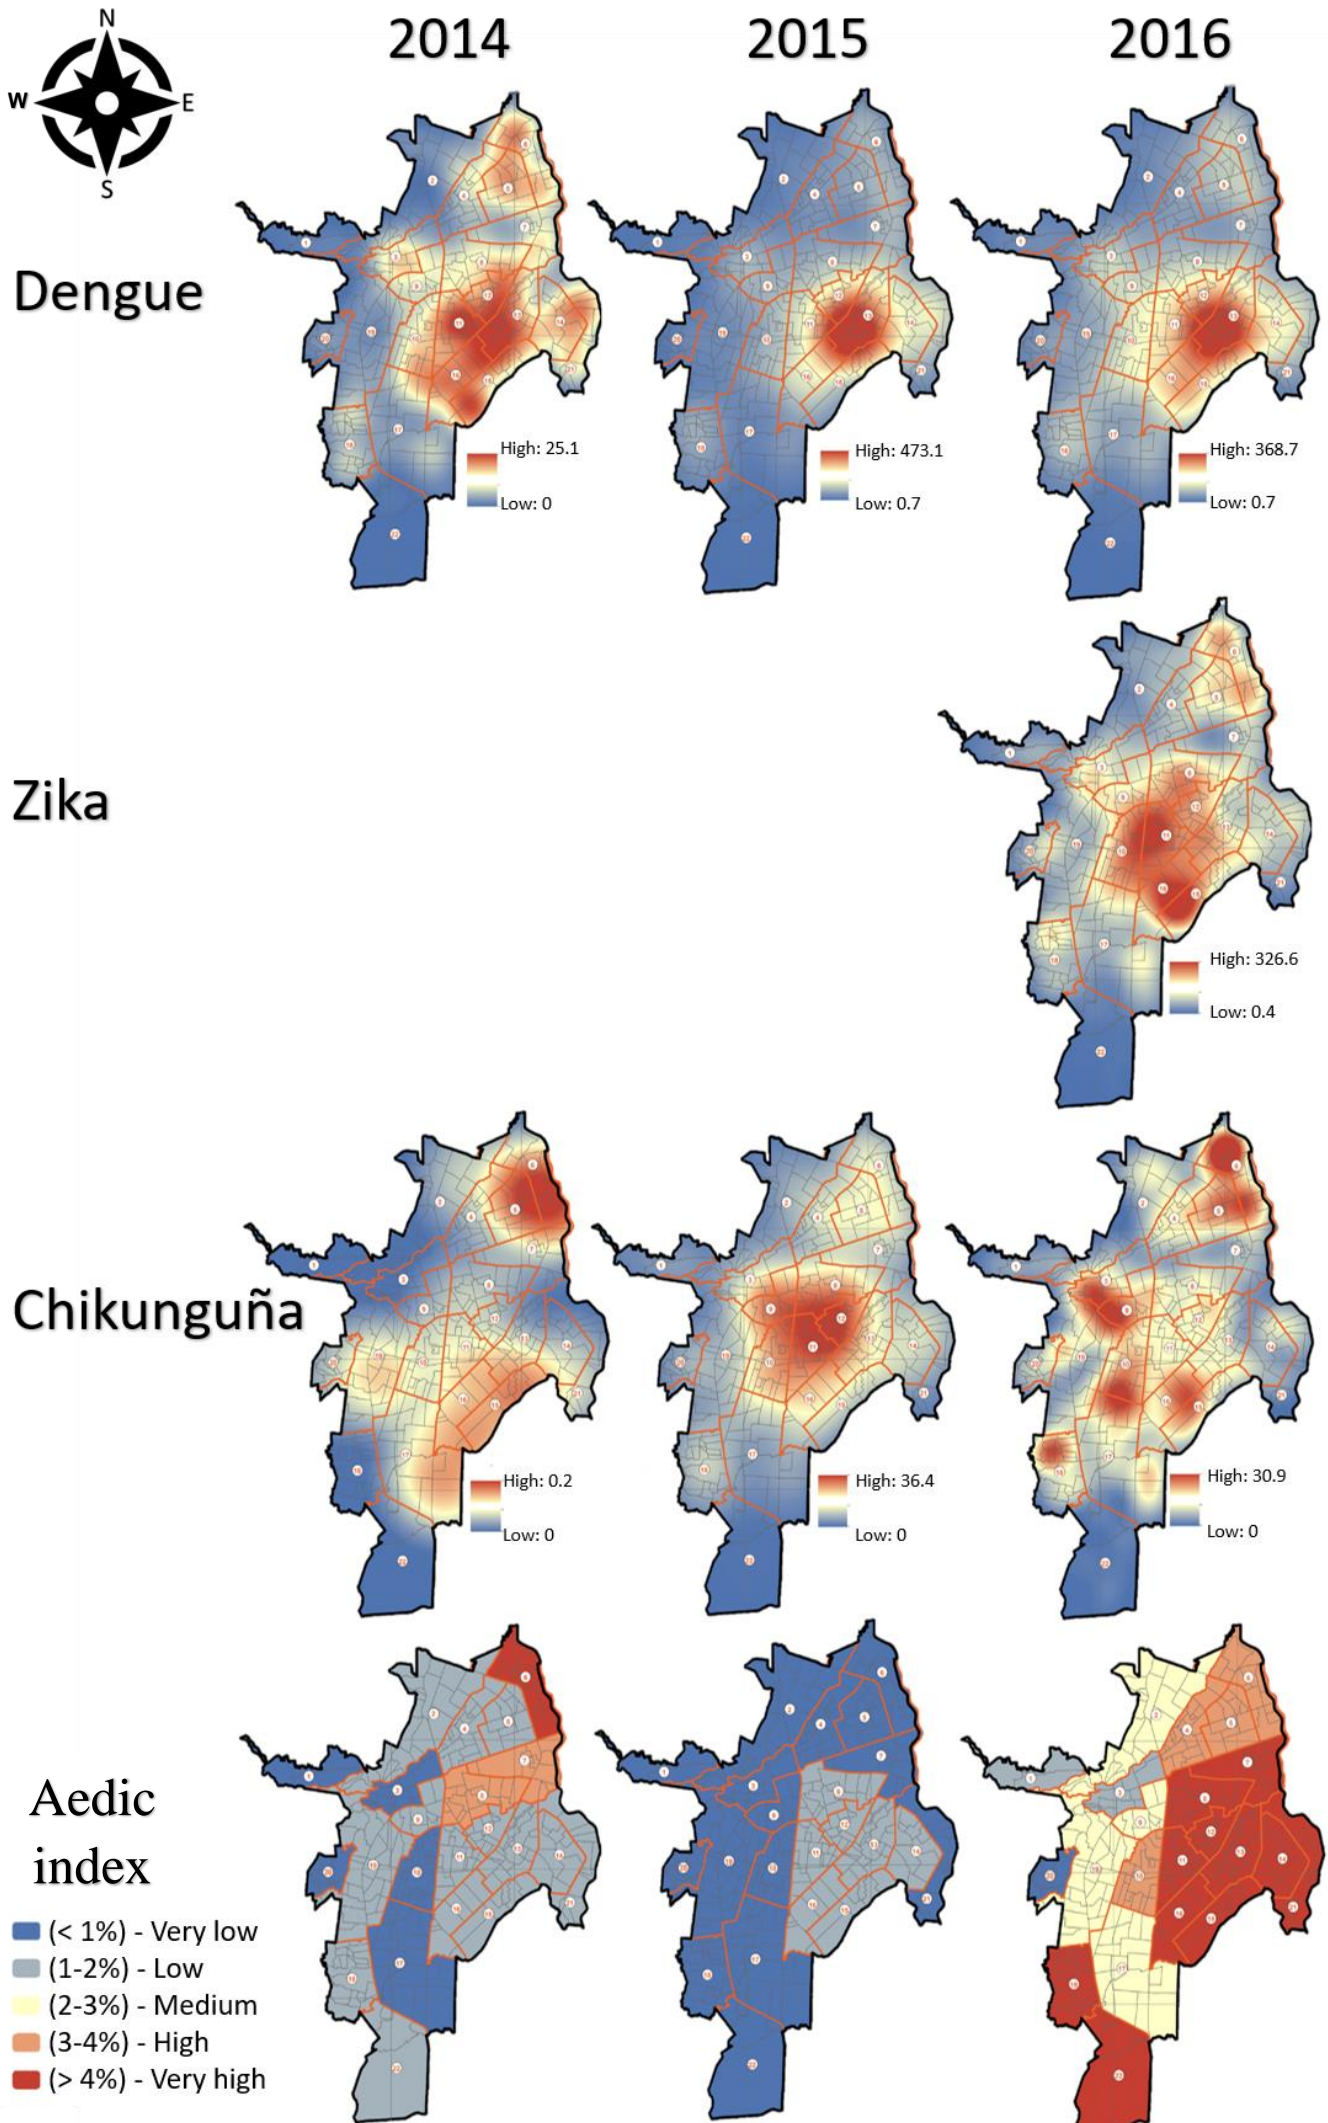 N
W
E
S
2014
2015
2016
Dengue
High: 25.1
Low: 0
High: 473.1
Low: 0.7
High: 368.7
Low: 0.7
Zika
High: 326.6
Low: 0.4
Chikunguña
High: 0.2
Low: 0
High: 36.4
Low: 0
High: 30.9
Low: 0
Aedic
index
(< 1%) - Very low
(1-2%) - Low
(2-3%) - Medium
(3-4%) - High
(> 4%) - Very high